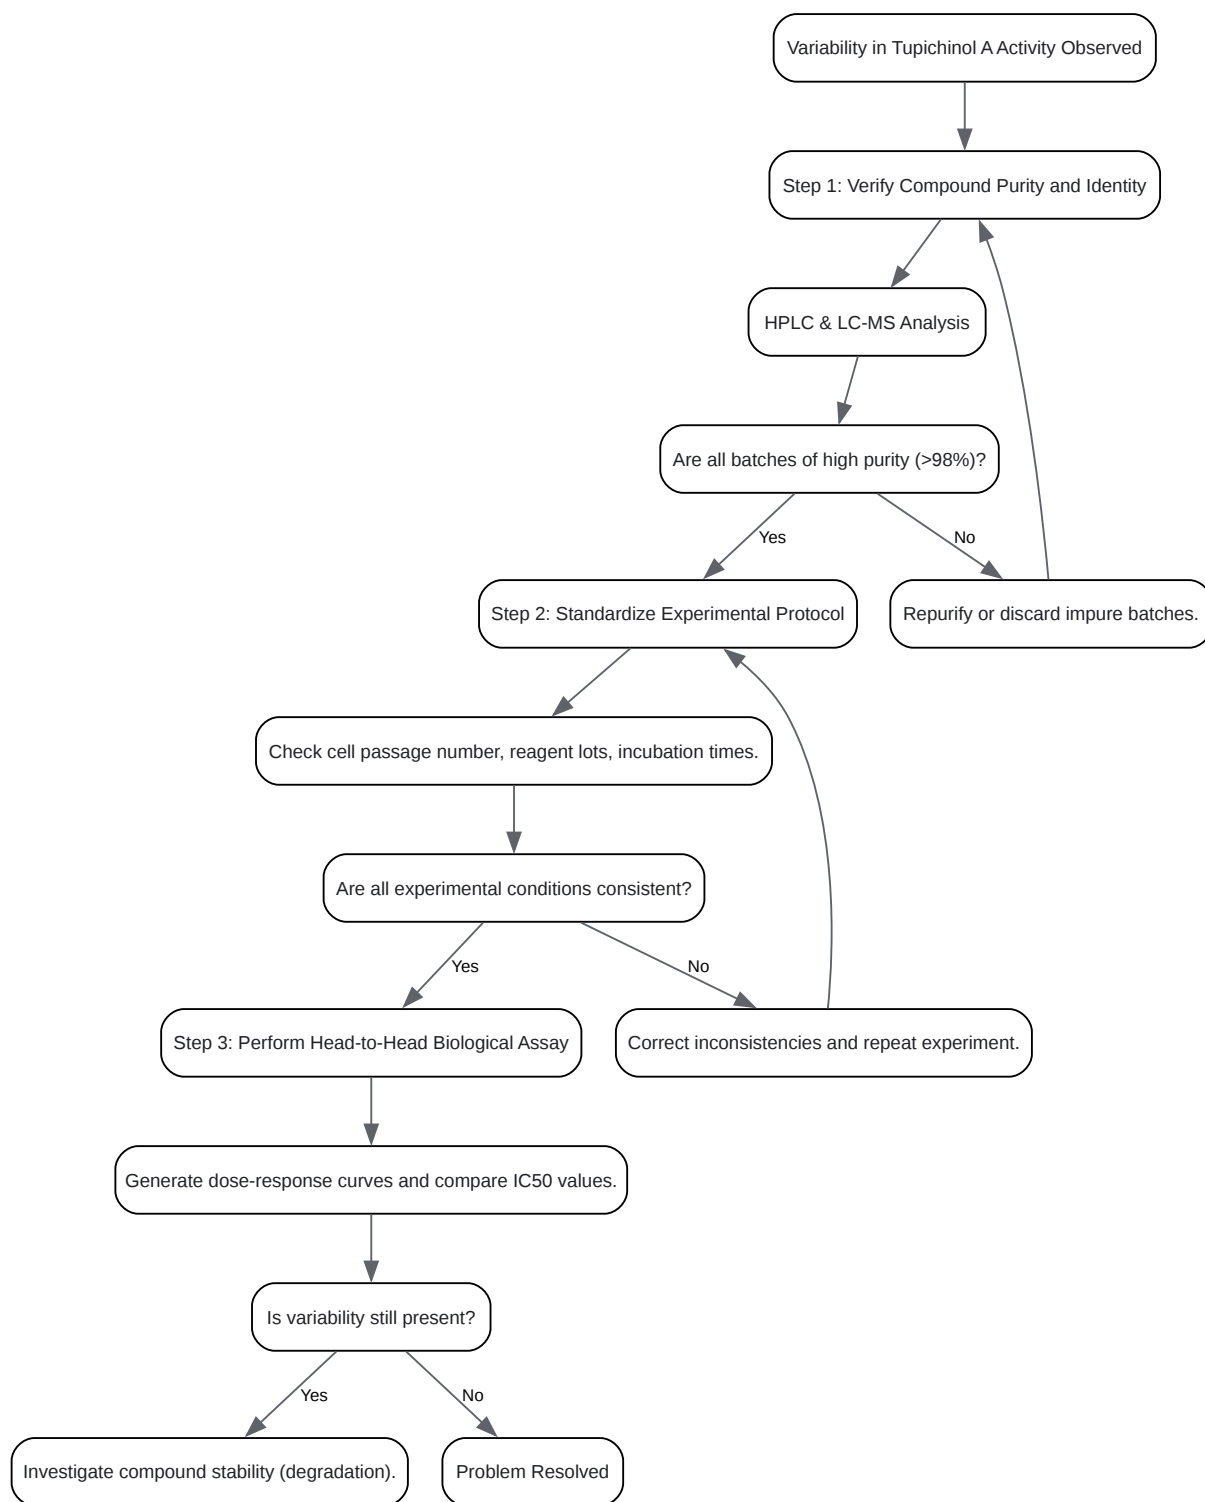 Variability in Tupichinol A Activity Observed
Step 1: Verify Compound Purity and Identity
HPLC & LC-MS Analysis
Are all batches of high purity (>98%)?
Yes
No
Step 2: Standardize Experimental Protocol
Repurify or discard impure batches.
Check cell passage number, reagent lots, incubation times.
Are all experimental conditions consistent?
Yes
No
Step 3: Perform Head-to-Head Biological Assay
Correct inconsistencies and repeat experiment.
Generate dose-response curves and compare IC50 values.
Is variability still present?
Yes
No
Investigate compound stability (degradation).
Problem Resolved